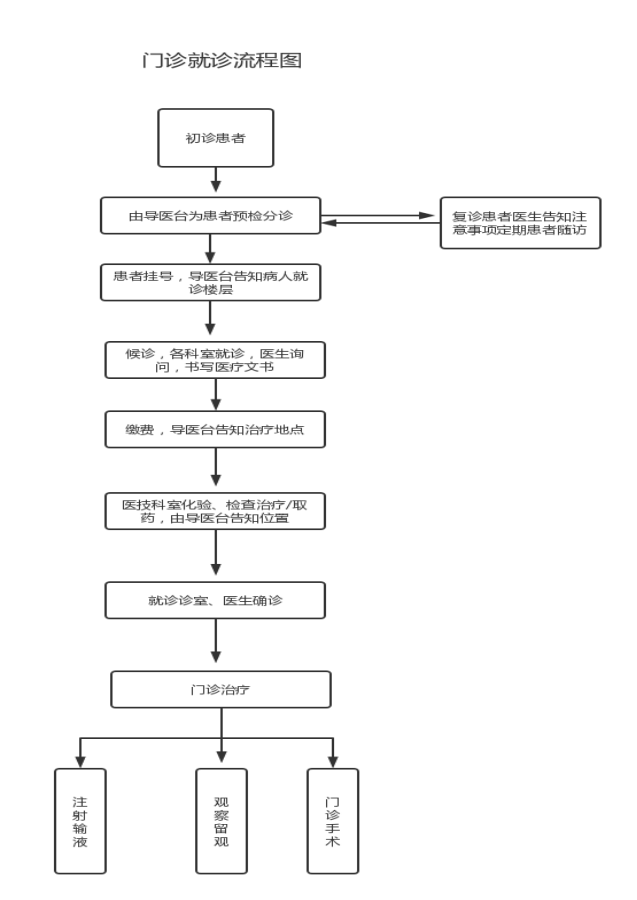 门诊就诊流程图
初诊患者
由导医台为患者预检分诊
复诊患者医生告知注
意事项定期患者随访
患者挂号，导医台告知病人就
诊楼层
候诊，各科室就诊，医生询
问，书写医疗文书
缴费，导医台告知治疗地点
医技科室化验、检查治疗/取
药，由导医台告知位置
就诊诊室、医生确诊
门诊治疗
注射输液
观察留观
门诊手术